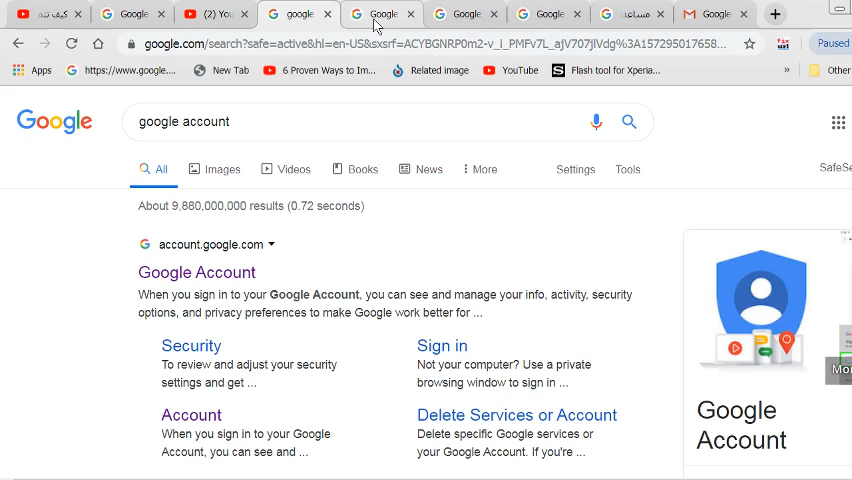 كيف تتم
Google
(2) You
google
Google
Google
Google
مساعد
Google
google.com/search?safe=active&hl=en-US&sxsrf=ACYBGNRP0m2-v_i_PMFv7L_ajV707jlVdg%3A157295017658...
Paused
Apps
https://www.google....
New Tab
6 Proven Ways to Im...
Related image
YouTube
Flash tool for Xperia...
»
Other
Google
google account
All
Images
Videos
Books
News
More
Settings
Tools
SafeSe
About 9,880,000,000 results (0.72 seconds)
account.google.com
Google Account
When you sign in to your Google Account, you can see and manage your info, activity, security
options, and privacy preferences to make Google work better for ...
Security
To review and adjust your security
settings and get ...
Sign in
Not your computer? Use a private
browsing window to sign in ...
Account
When you sign in to your Google
Account, you can see and ...
Delete Services or Account
Delete specific Google services or
your Google Account. If you're ...
Mor
Google
Account